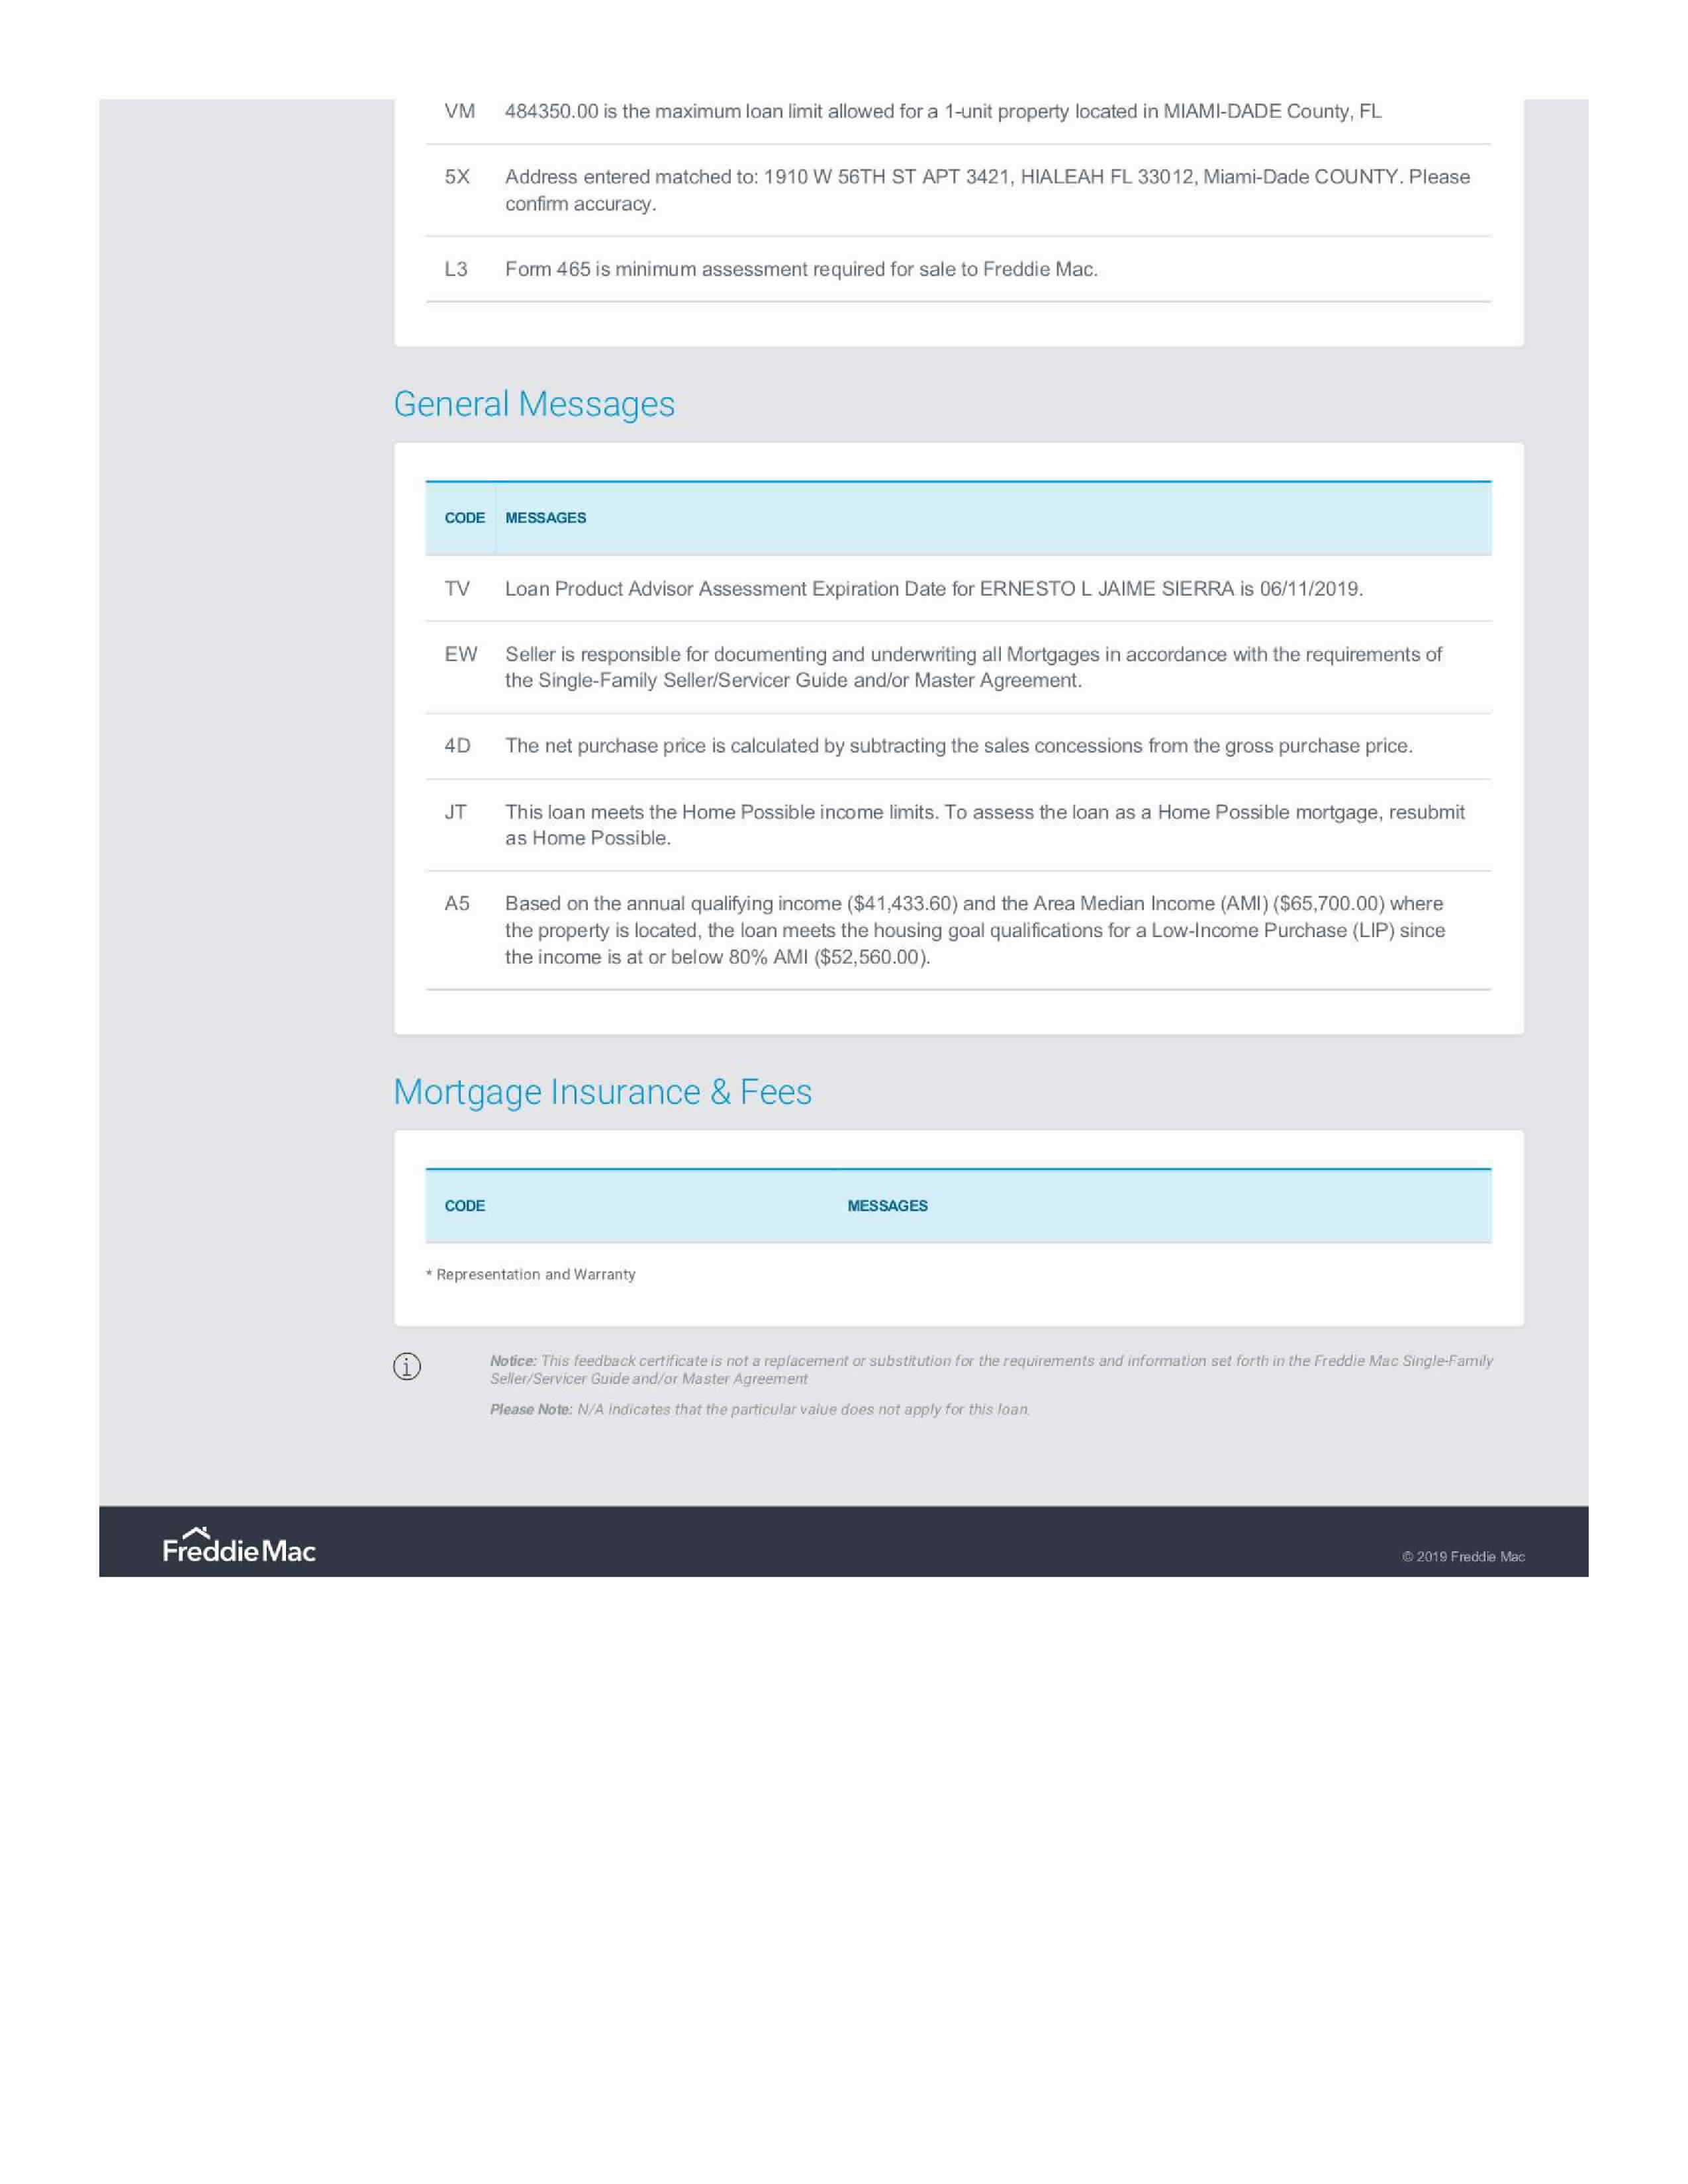 VM 484350.00 is the maximum loan limit allowed for a 1-unit property located in MIAMI-DADE County, FL
5X Address entered matched to: 1910 W 56TH ST APT 3421, HIALEAH FL 33012, Miami-Dade COUNTY. Please
confirm accuracy.
L3 Form 465 is minimum assessment required for sale to Freddie Mac.
General Messages
CODE MESSAGES
TV Loan Product Advisor Assessment Expiration Date for ERNESTO L JAIME SIERRA is 06/11/2019.
EW Seller is responsible for documenting and underwriting all Mortgages in accordance with the requirements of
the Single-Family Seller/Servicer Guide and/or Master Agreement.
4D The net purchase price is calculated by subtracting the sales concessions from the gross purchase price.
JT This loan meets the Home Possible income limits. To assess the loan as a Home Possible mortgage, resubmit
as Home Possible.
A5 Based on the annual qualifying income ($41,433.60) and the Area Median Income (AMI) ($65,700.00) where
the property is located, the loan meets the housing goal qualifications for a Low-Income Purchase (LIP) since
the income is at or below 80% AMI ($52,560.00).
Mortgage Insurance & Fees
CODE MESSAGES
* Representation and Warranty
Notice: This feedback certificate is not a replacement or substitution for the requirements and information set forth in the Freddie Mac Single-Family
Seller/Servicer Guide and/or Master Agreement
Please Note: N/A indicates that the particular value does not apply for this loan.
Freddie Mac
© 2019 Freddie Mac